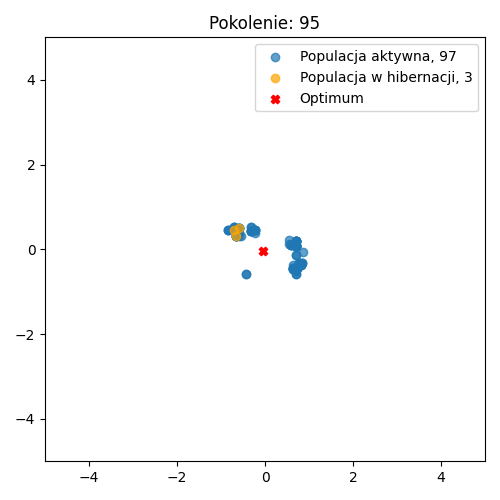 Pokolenie: 95
Populacja aktywna, 97
Populacja w hibernacji, 3
Optimum
4
2
0
−2
−4
−4
−2
0
2
4